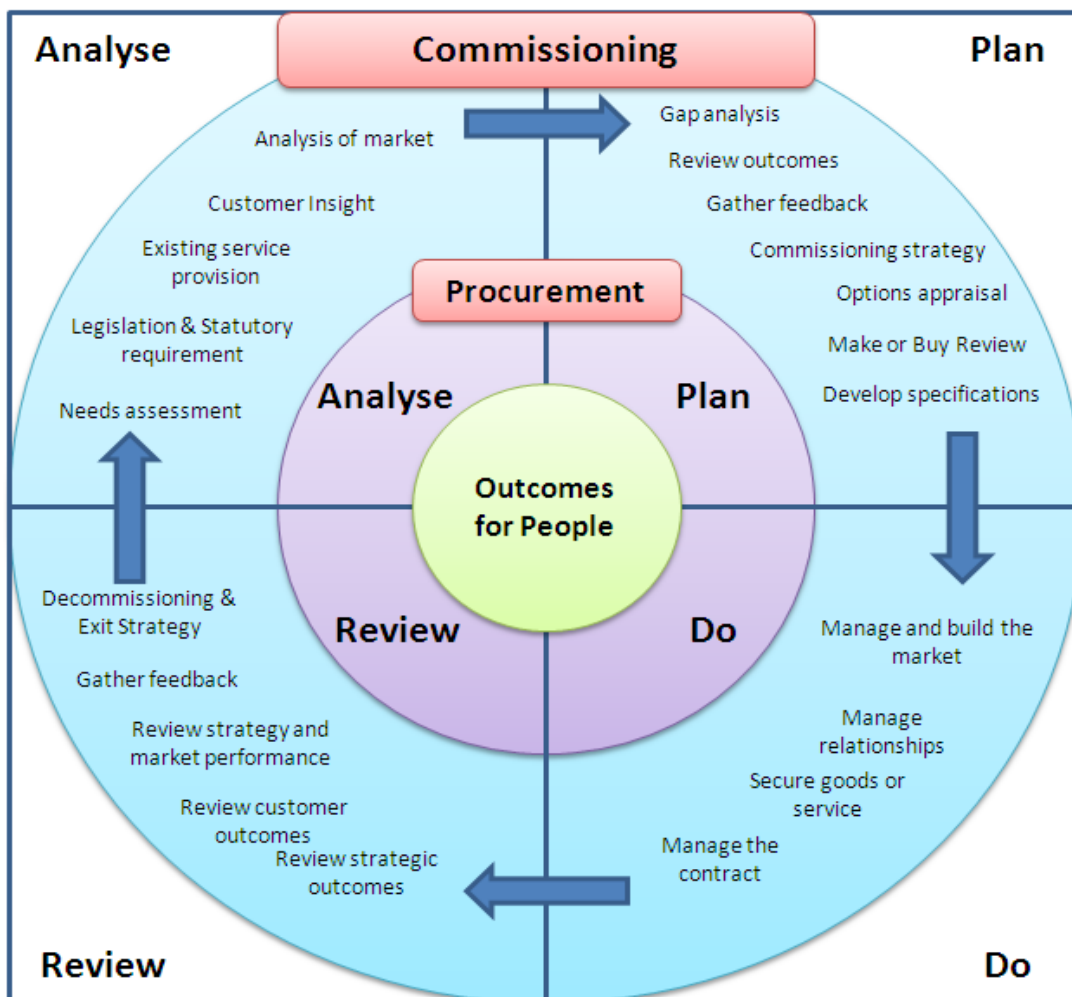 Analyse
Commissioning
Plan
Analysis of market
Customer Insight
Existing service
provision
Legislation & Statutory
requirement
Needs assessment
Gap analysis
Review outcomes
Gather feedback
Commissioning strategy
Options appraisal
Make or Buy Review
Develop specifications
Procurement
Analyse
Plan
Outcomes
for People
Review
Do
Manage and build the
market
Manage
relationships
Secure goods or
service
Manage the
contract
Decommissioning &
Exit Strategy
Gather feedback
Review strategy and
market performance
Review customer
outcomes
Review strategic
outcomes
Review
Do